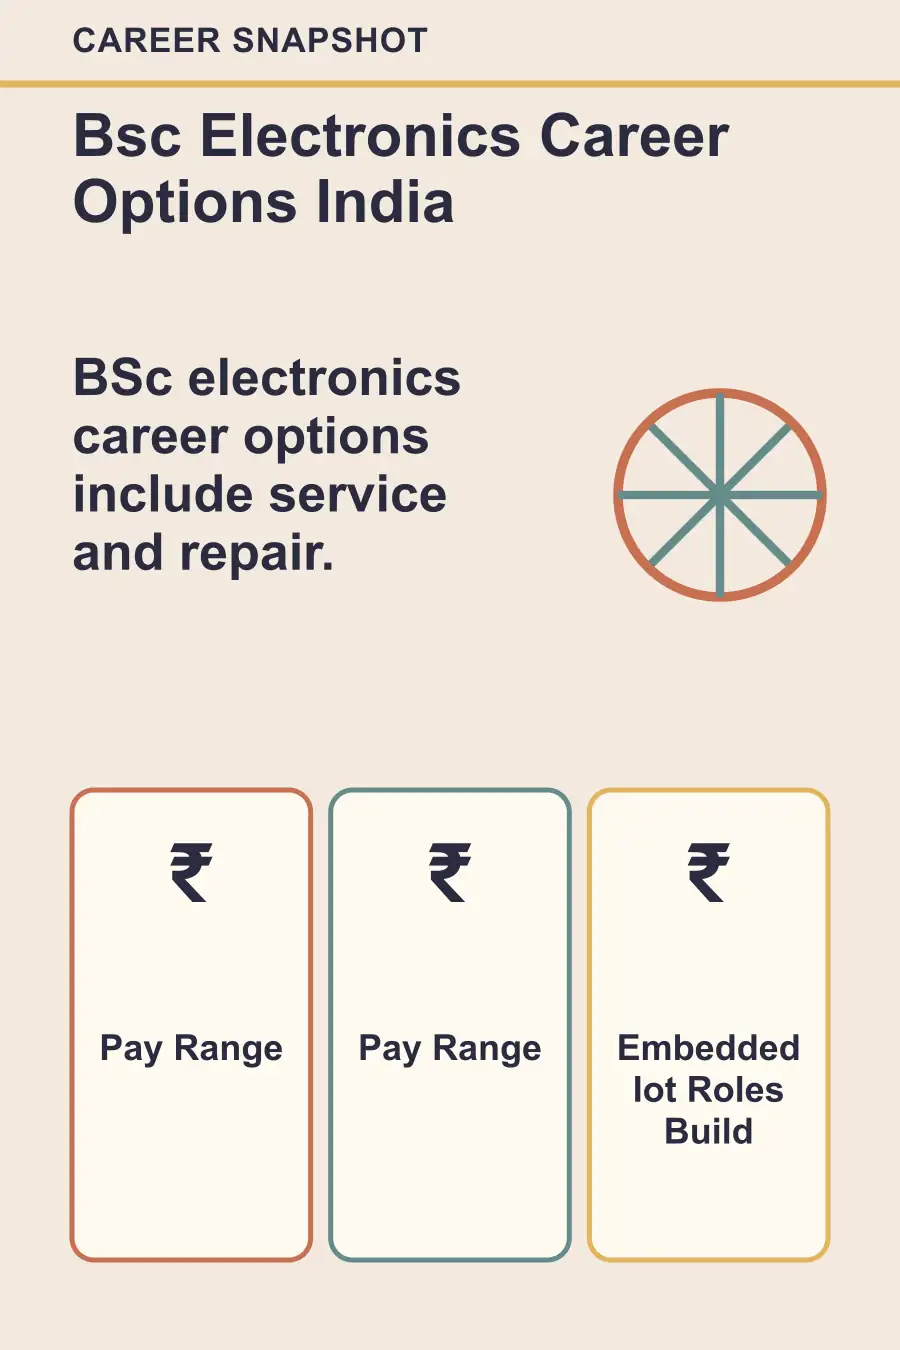 CAREER SNAPSHOT
Bsc Electronics Career
Options India
BSc electronics
career options
include service
and repair.
₹
₹
₹
Pay Range
Pay Range
Embedded
Iot Roles
Build